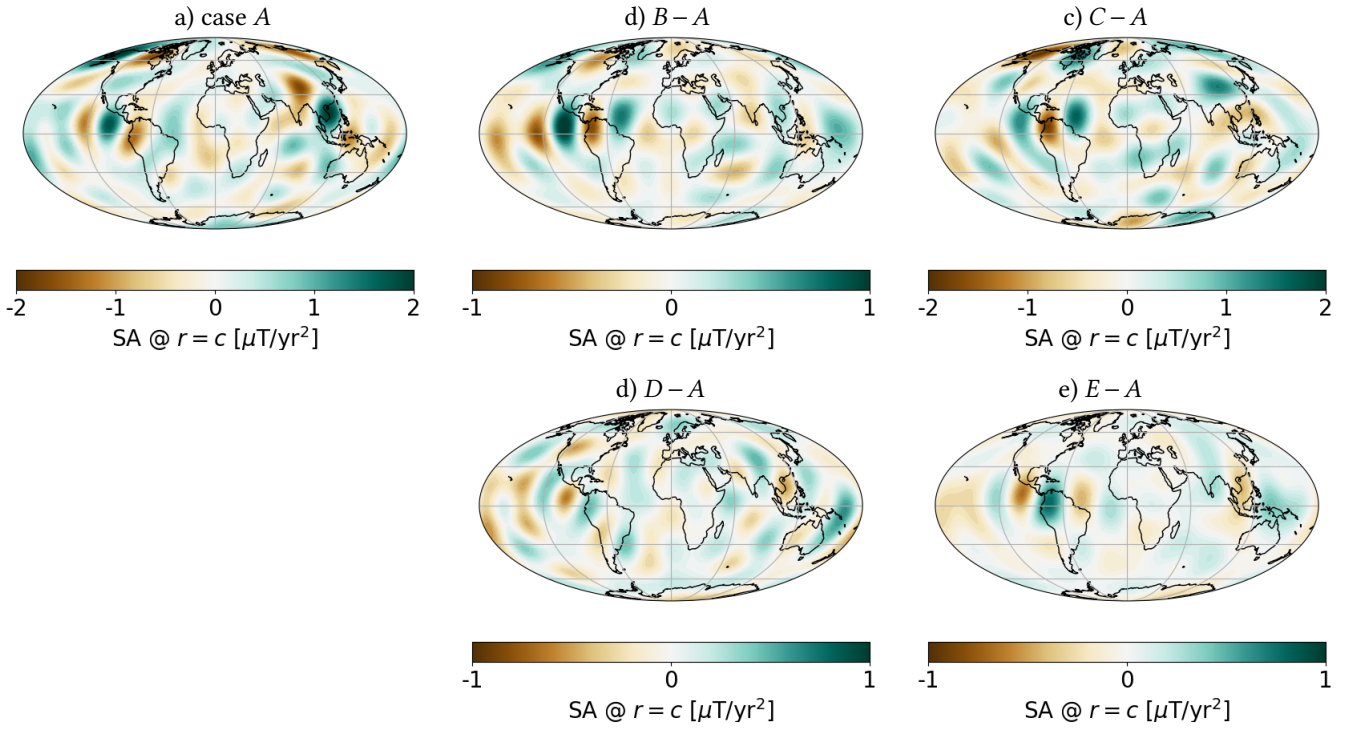 a) case A
d) B − A
c) C − A
-2 -1 0 1 2
SA @ r = c [μT/yr²]
-1 0 1
SA @ r = c [μT/yr²]
-2 -1 0 1 2
SA @ r = c [μT/yr²]
d) D − A
e) E − A
-1 0 1
SA @ r = c [μT/yr²]
-1 0 1
SA @ r = c [μT/yr²]